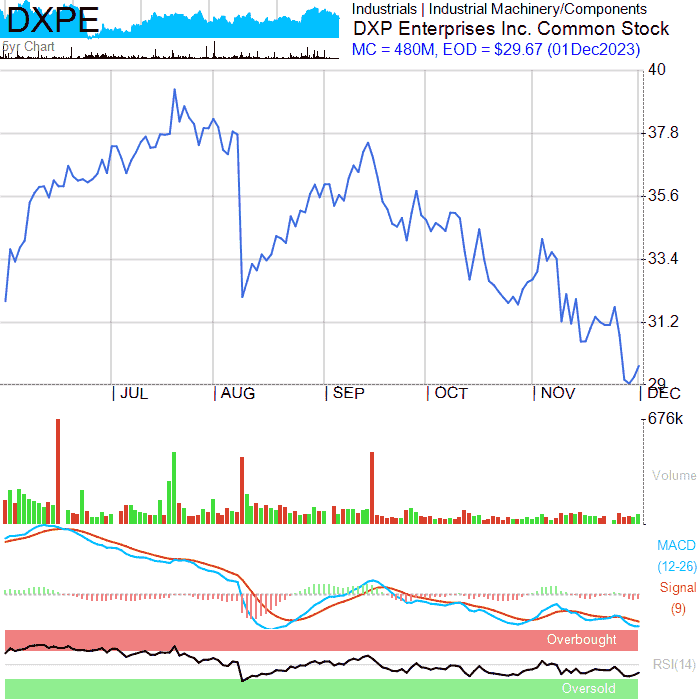 DXPE
5yr Chart
Industrials | Industrial Machinery/Components
DXP Enterprises Inc. Common Stock
MC = 480M, EOD = $29.67 (01Dec2023)
40
37.8
35.6
33.4
31.2
29
JUL
AUG
SEP
OCT
NOV
DEC
676k
Volume
MACD
(12-26)
Signal
(9)
Overbought
RSI(14)
Oversold